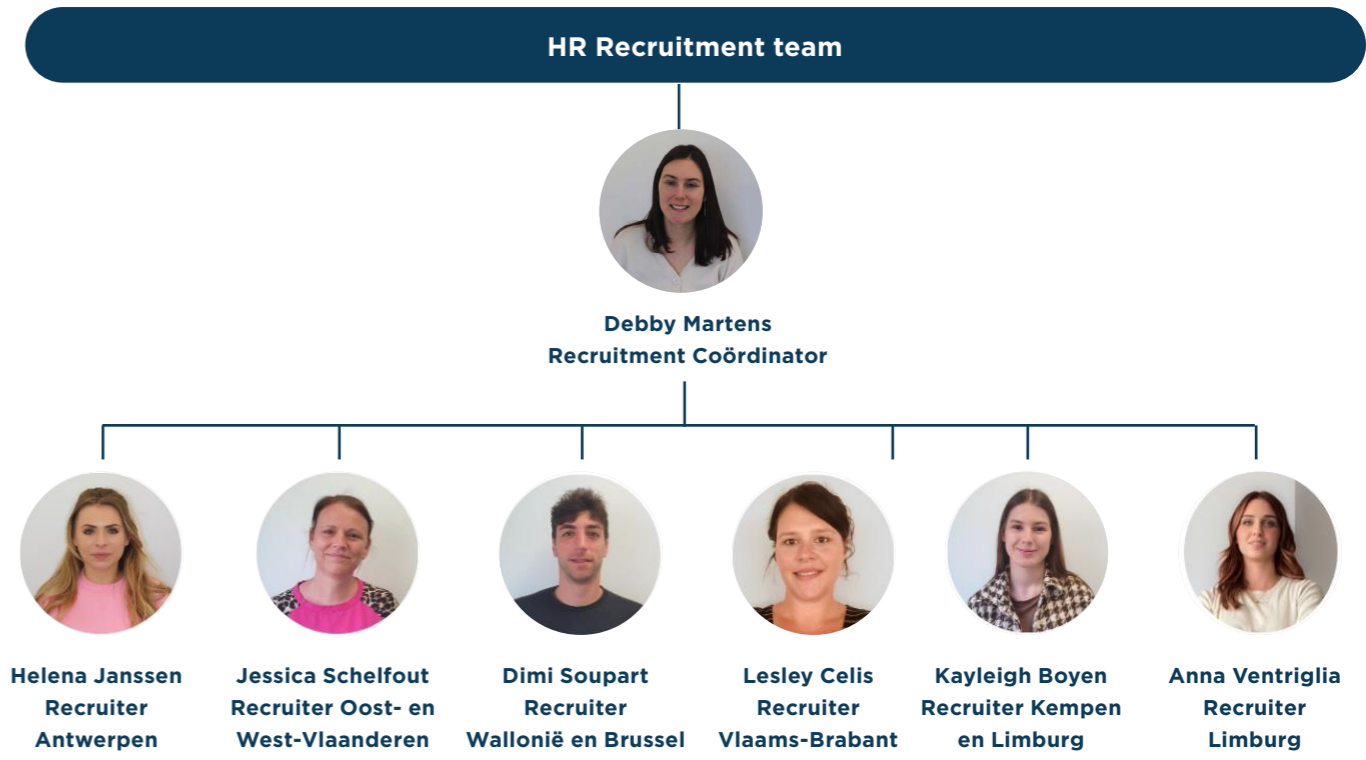 HR Recruitment team
Debby Martens
Recruitment Coördinator
Helena Janssen
Recruiter
Antwerpen
Jessica Schelfout
Recruiter Oost- en
West-Vlaanderen
Dimi Soupart
Recruiter
Wallonië en Brussel
Lesley Celis
Recruiter
Vlaams-Brabant
Kayleigh Boyen
Recruiter Kempen
en Limburg
Anna Ventriglia
Recruiter
Limburg